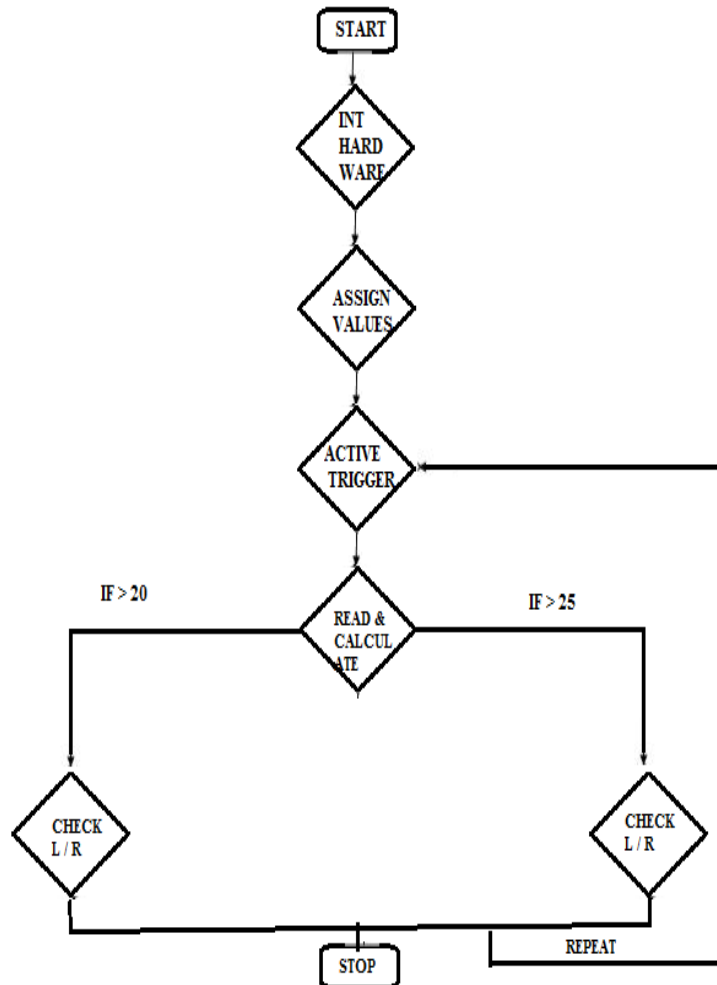 START
INT
HARD
WARE
ASSIGN
VALUES
ACTIVE
TRIGGER
IF > 20
IF > 25
READ &
CALCUL
ATE
CHECK
L / R
CHECK
L / R
REPEAT
STOP